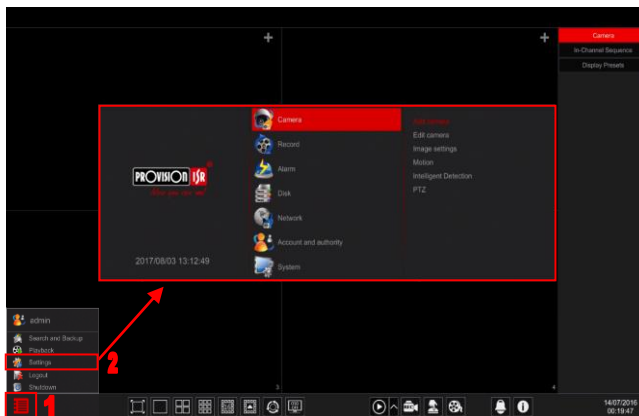 Camera
In-Channel Sequence
Display Presets
Camera
Record
Alarm
Disk
Network
Account and authority
System
Add camera
Edit camera
Image settings
Motion
Intelligent Detection
PTZ
PROVISION ISR
2017/08/03 13:12:49
admin
Search and Backup
Playback
Settings
Logout
Shutdown
1
2
3
4
14/07/2016
00:19:47